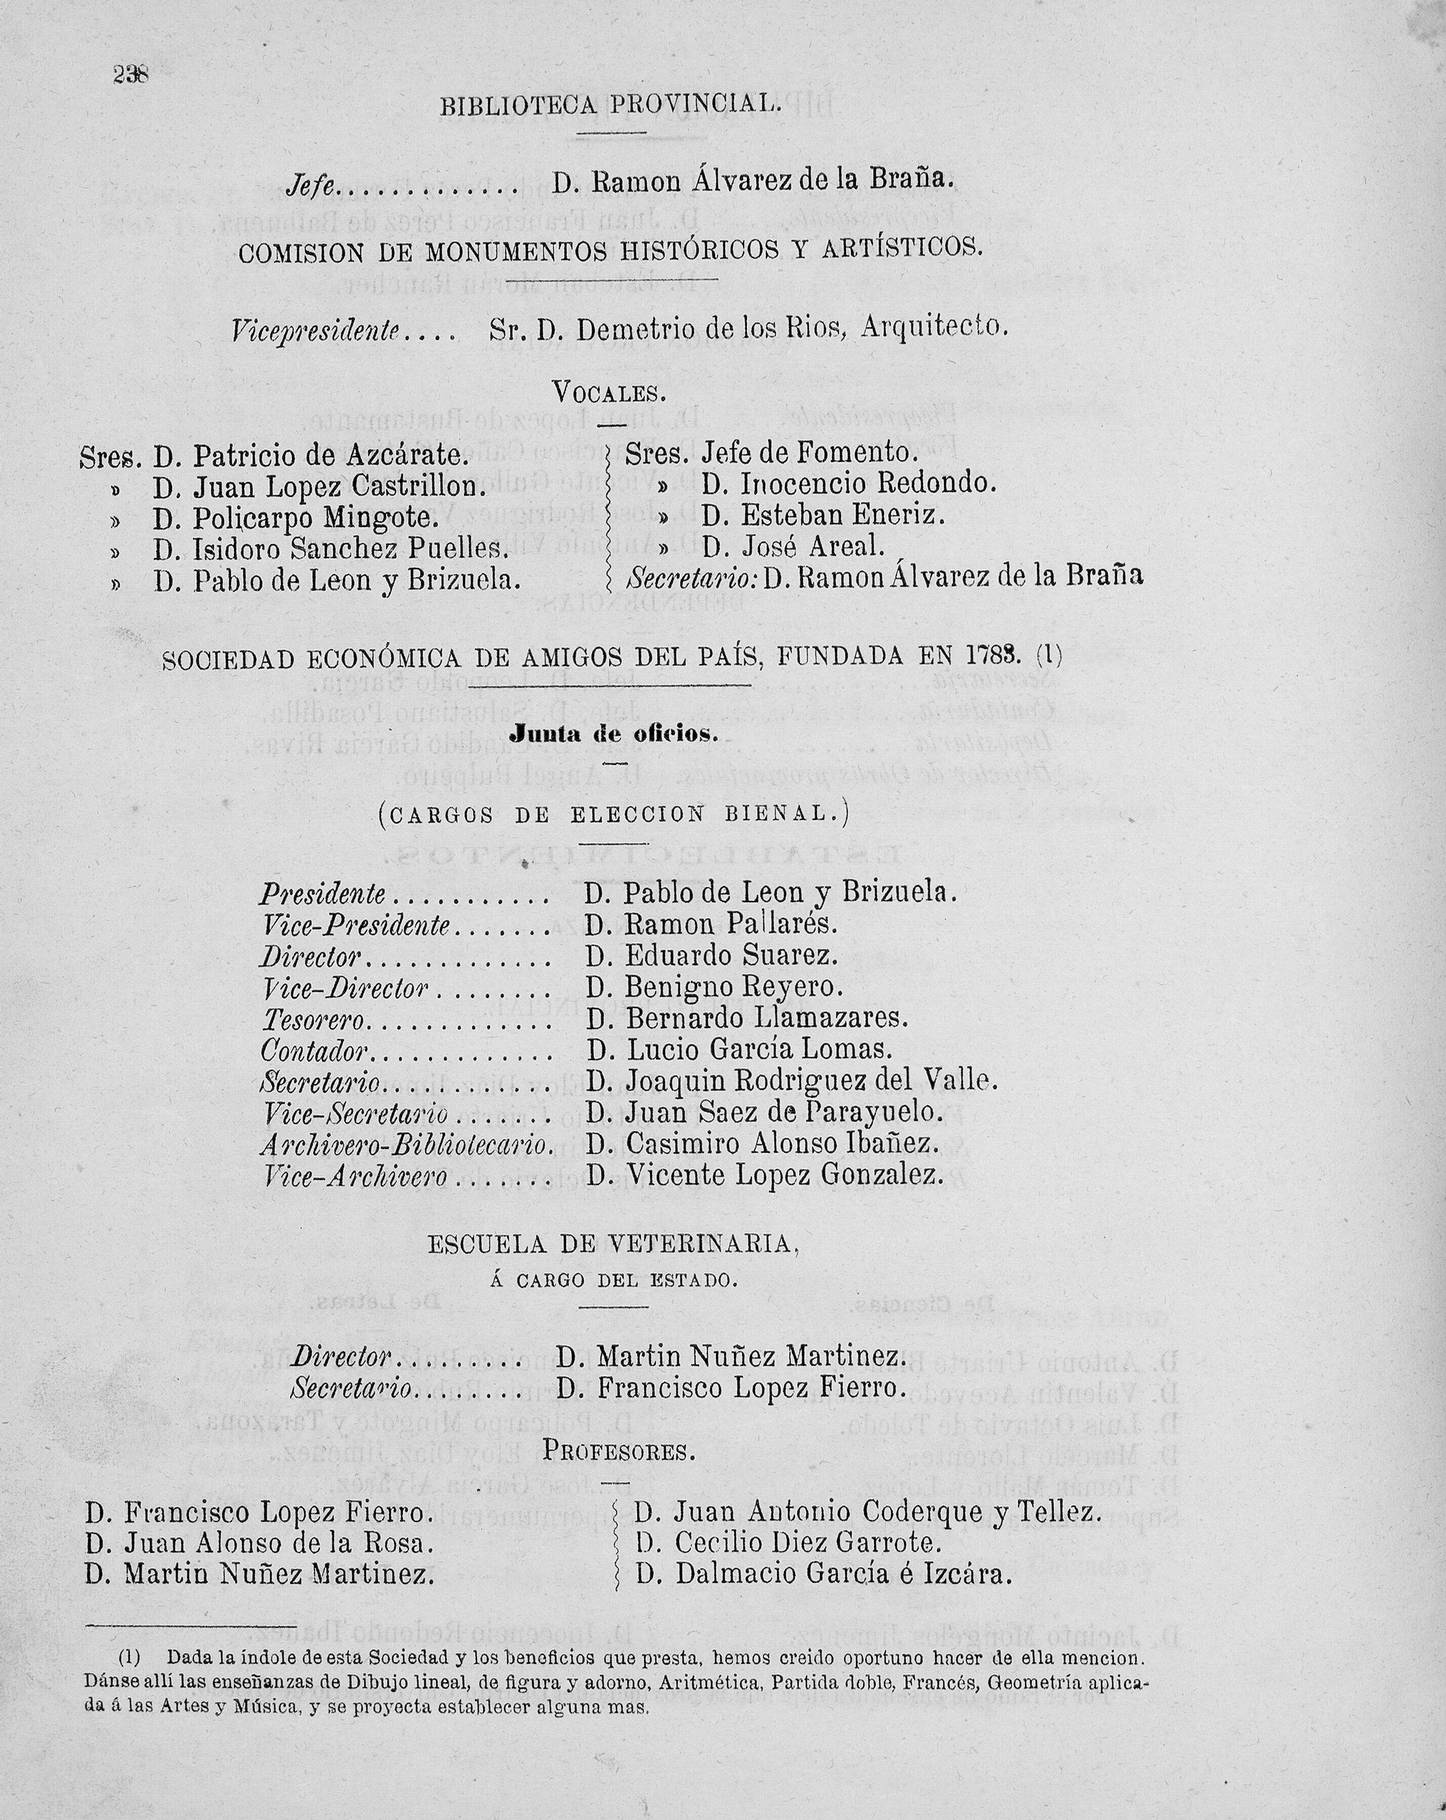 238
BIBLIOTECA PROVINCIAL.
Jefe............. D. Ramon Álvarez de la Braña.
COMISION DE MONUMENTOS HISTÓRICOS Y ARTÍSTICOS.
Vicepresidente.... Sr. D. Demetrio de los Rios, Arquitecto.
VOCALES.
Sres. D. Patricio de Azcárate.
» D. Juan Lopez Castrillon.
» D. Policarpo Mingote.
» D. Isidoro Sanchez Puelles.
» D. Pablo de Leon y Brizuela.
Sres. Jefe de Fomento.
» D. Inocencio Redondo.
» D. Esteban Eneriz.
» D. José Areal.
Secretario: D. Ramon Álvarez de la Braña
SOCIEDAD ECONÓMICA DE AMIGOS DEL PAÍS, FUNDADA EN 1783. (1)
Junta de oficios.
(CARGOS DE ELECCION BIENAL.)
Presidente........... D. Pablo de Leon y Brizuela.
Vice-Presidente....... D. Ramon Pallarés.
Director............. D. Eduardo Suarez.
Vice-Director........ D. Benigno Reyero.
Tesorero............. D. Bernardo Llamazares.
Contador............. D. Lucio García Lomas.
Secretario............ D. Joaquin Rodriguez del Valle.
Vice-Secretario....... D. Juan Saez de Parayuelo.
Archivero-Bibliotecario. D. Casimiro Alonso Ibañez.
Vice-Archivero....... D. Vicente Lopez Gonzalez.
ESCUELA DE VETERINARIA,
Á CARGO DEL ESTADO.
Director......... D. Martin Nuñez Martinez.
Secretario........ D. Francisco Lopez Fierro.
PROFESORES.
D. Francisco Lopez Fierro.
D. Juan Alonso de la Rosa.
D. Martin Nuñez Martinez.
D. Juan Antonio Coderque y Tellez.
D. Cecilio Diez Garrote.
D. Dalmacio García é Izcára.
(1) Dada la índole de esta Sociedad y los beneficios que presta, hemos creido oportuno hacer de ella mencion.
Dánse allí las enseñanzas de Dibujo lineal, de figura y adorno, Aritmética, Partida doble, Francés, Geometría aplica-
da á las Artes y Música, y se proyecta establecer alguna mas.